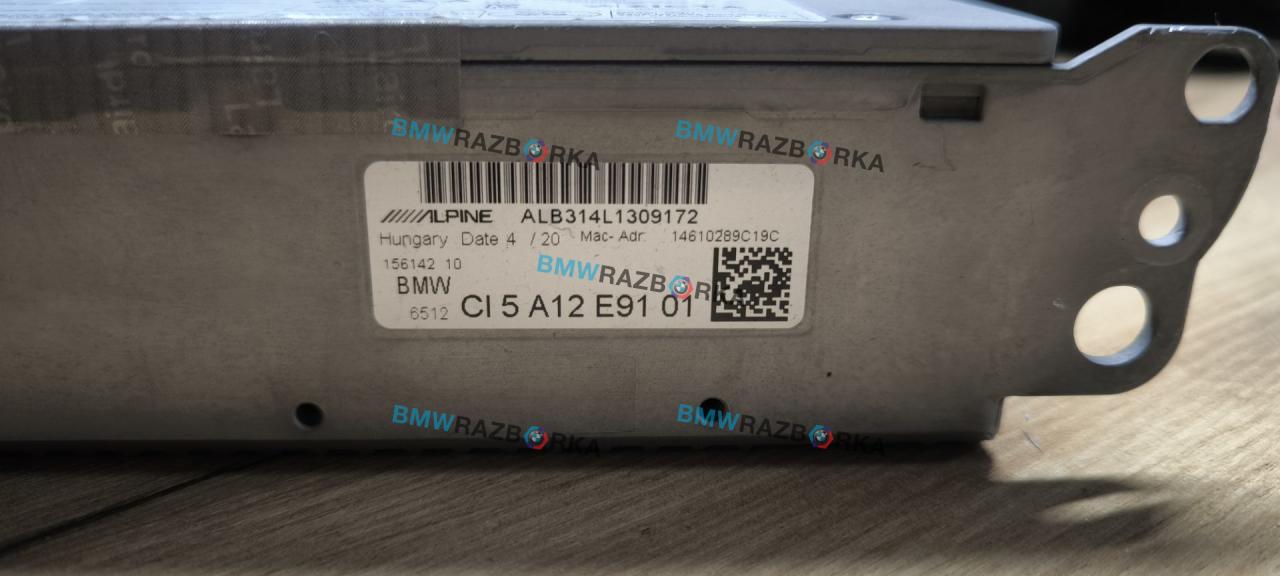 BMWRAZBORKA BMWRAZBORKA
ALPINE ALB314L1309172
Hungary Date 4 / 20 Mac- Adr. 14610289C19C
156142 10
BMWRAZBORKA
BMW
6512 CI 5 A12 E91 01
BMWRAZBORKA BMWRAZBORKA